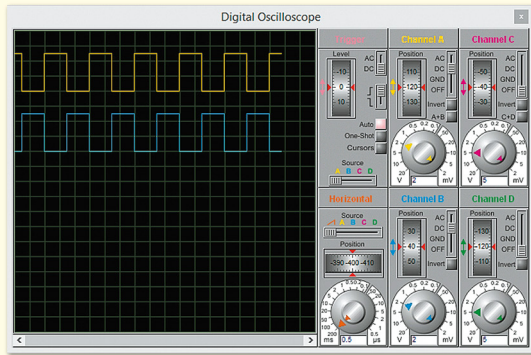 Digital Oscilloscope
x
Trigger
Level
-10
0
10
AC
DC
Auto
One-Shot
Cursors
Source
A B C D
Channel A
Position
110
120
130
AC
DC
GND
OFF
Invert
A+B
V 2 mV
Channel C
Position
-50
-40
-30
AC
DC
GND
OFF
Invert
C+D
V 5 mV
Horizontal
Source
A B C D
Position
-390 -400 -410
ms 0.5 µs
Channel B
Position
30
40
50
AC
DC
GND
OFF
Invert
V 2 mV
Channel D
Position
-130
-120
-110
AC
DC
GND
OFF
Invert
V 5 mV